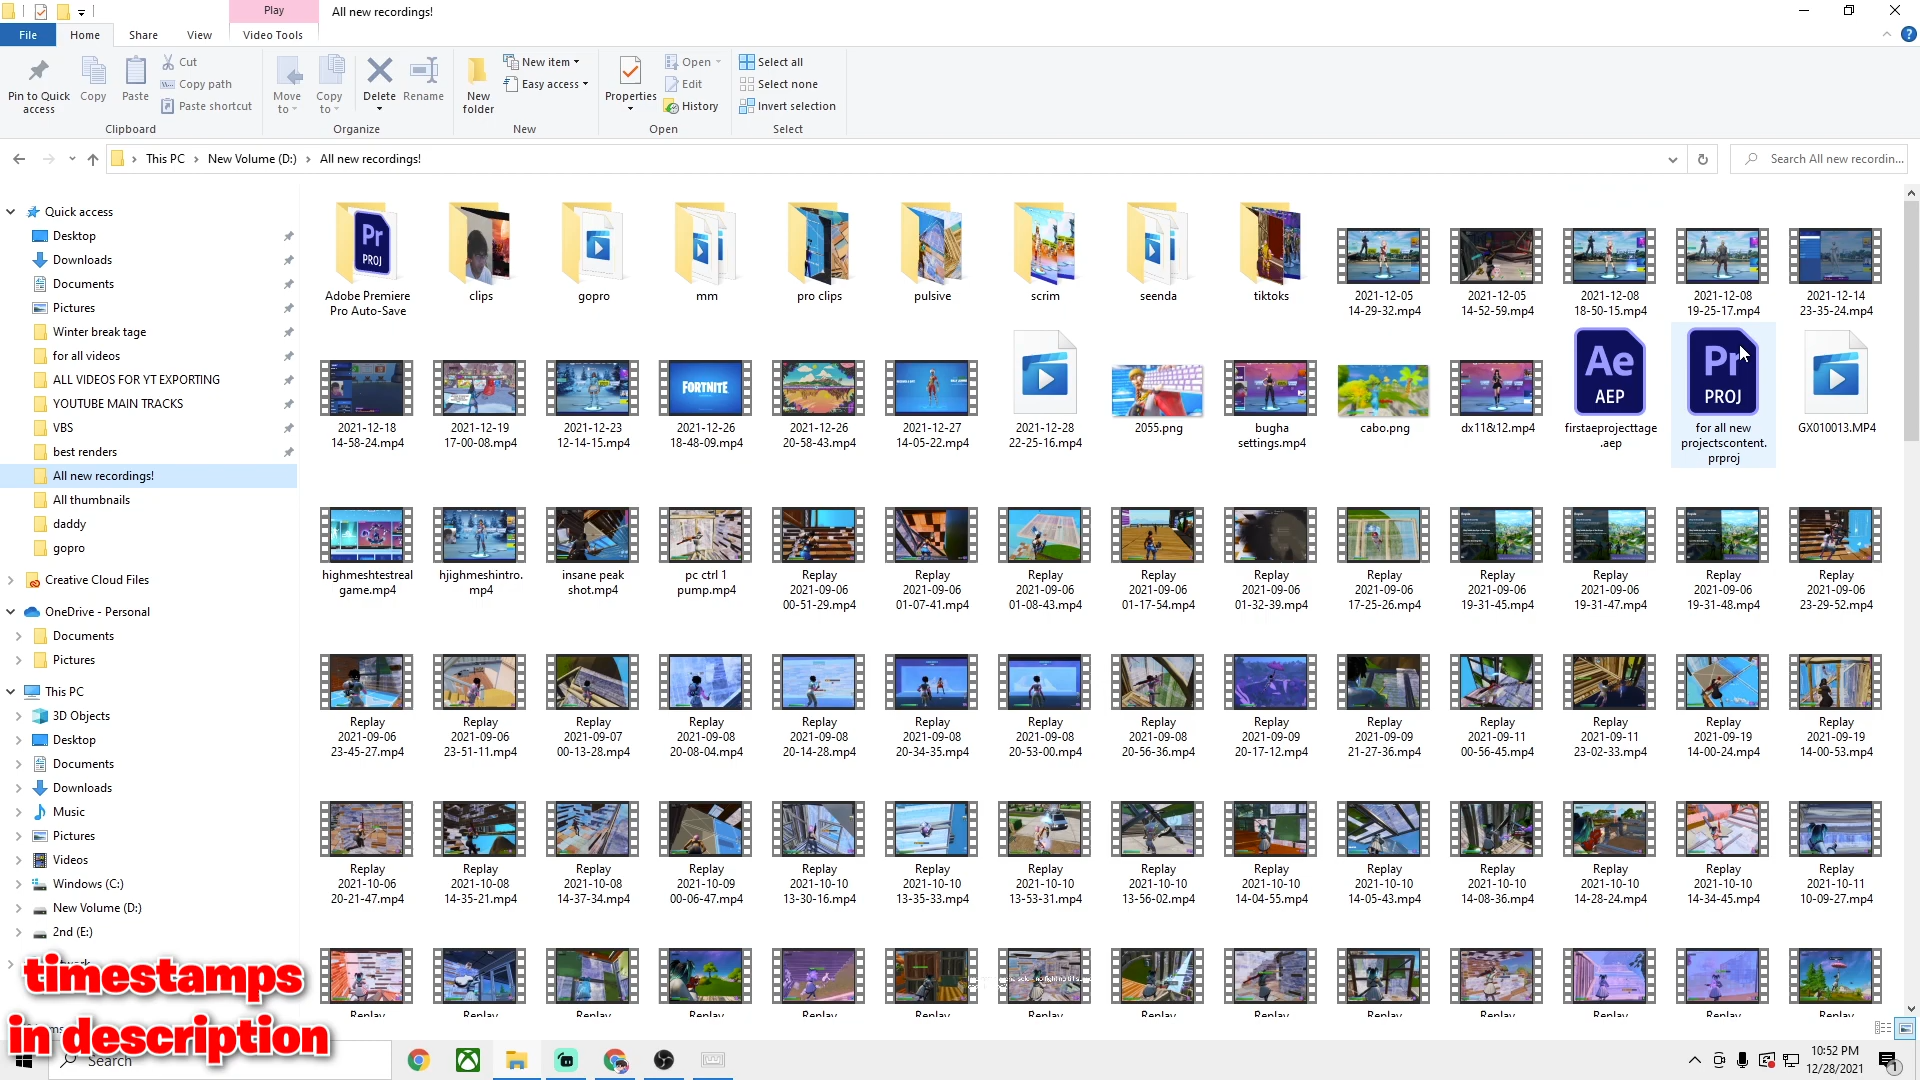 Play
All new recordings!
File
Home
Share
View
Video Tools
Pin to Quick
access
Copy
Paste
Cut
Copy path
Paste shortcut
Clipboard
Move
to
Copy
to
Delete
Rename
Organize
New
folder
New item
Easy access
New
Properties
Open
Edit
History
Open
Select all
Select none
Invert selection
Select
This PC
New Volume (D:)
All new recordings!
Search All new recordin...
Quick access
Desktop
Downloads
Documents
Pictures
Winter break tage
for all videos
ALL VIDEOS FOR YT EXPORTING
YOUTUBE MAIN TRACKS
VBS
best renders
All new recordings!
All thumbnails
daddy
gopro
Creative Cloud Files
OneDrive - Personal
Documents
Pictures
This PC
3D Objects
Desktop
Documents
Downloads
Music
Pictures
Videos
Windows (C:)
New Volume (D:)
2nd (E:)
Pr
PROJ
Adobe Premiere
Pro Auto-Save
clips
gopro
mm
pro clips
pulsive
scrim
seenda
tiktoks
2021-12-05
14-29-32.mp4
2021-12-05
14-52-59.mp4
2021-12-08
18-50-15.mp4
2021-12-08
19-25-17.mp4
2021-12-14
23-35-24.mp4
2021-12-18
14-58-24.mp4
2021-12-19
17-00-08.mp4
2021-12-23
12-14-15.mp4
FORTNITE
2021-12-26
18-48-09.mp4
2021-12-26
20-58-43.mp4
2021-12-27
14-05-22.mp4
2021-12-28
22-25-16.mp4
2055.png
bugha
settings.mp4
cabo.png
dx11&12.mp4
Ae
AEP
firstaeprojecttage
.aep
Pr
PROJ
for all new
projectscontent.
prproj
GX010013.MP4
highmeshtestreal
game.mp4
hjighmeshintro.
mp4
insane peak
shot.mp4
pc ctrl 1
pump.mp4
Replay
2021-09-06
00-51-29.mp4
Replay
2021-09-06
01-07-41.mp4
Replay
2021-09-06
01-08-43.mp4
Replay
2021-09-06
01-17-54.mp4
Replay
2021-09-06
01-32-39.mp4
Replay
2021-09-06
17-25-26.mp4
Replay
2021-09-06
19-31-45.mp4
Replay
2021-09-06
19-31-47.mp4
Replay
2021-09-06
19-31-48.mp4
Replay
2021-09-06
23-29-52.mp4
Replay
2021-09-06
23-45-27.mp4
Replay
2021-09-06
23-51-11.mp4
Replay
2021-09-07
00-13-28.mp4
Replay
2021-09-08
20-08-04.mp4
Replay
2021-09-08
20-14-28.mp4
Replay
2021-09-08
20-34-35.mp4
Replay
2021-09-08
20-53-00.mp4
Replay
2021-09-08
20-56-36.mp4
Replay
2021-09-09
20-17-12.mp4
Replay
2021-09-09
21-27-36.mp4
Replay
2021-09-11
00-56-45.mp4
Replay
2021-09-11
23-02-33.mp4
Replay
2021-09-19
14-00-24.mp4
Replay
2021-09-19
14-00-53.mp4
Replay
2021-10-06
20-21-47.mp4
Replay
2021-10-08
14-35-21.mp4
Replay
2021-10-08
14-37-34.mp4
Replay
2021-10-09
00-06-47.mp4
Replay
2021-10-10
13-30-16.mp4
Replay
2021-10-10
13-35-33.mp4
Replay
2021-10-10
13-53-31.mp4
Replay
2021-10-10
13-56-02.mp4
Replay
2021-10-10
14-04-55.mp4
Replay
2021-10-10
14-05-43.mp4
Replay
2021-10-10
14-08-36.mp4
Replay
2021-10-10
14-28-24.mp4
Replay
2021-10-10
14-34-45.mp4
Replay
2021-10-11
10-09-27.mp4
Replay
Replay
Replay
Replay
Replay
Replay
Replay
Replay
Replay
Replay
Replay
Replay
Replay
Replay
timestamps
in description
Search
10:52 PM
12/28/2021
1